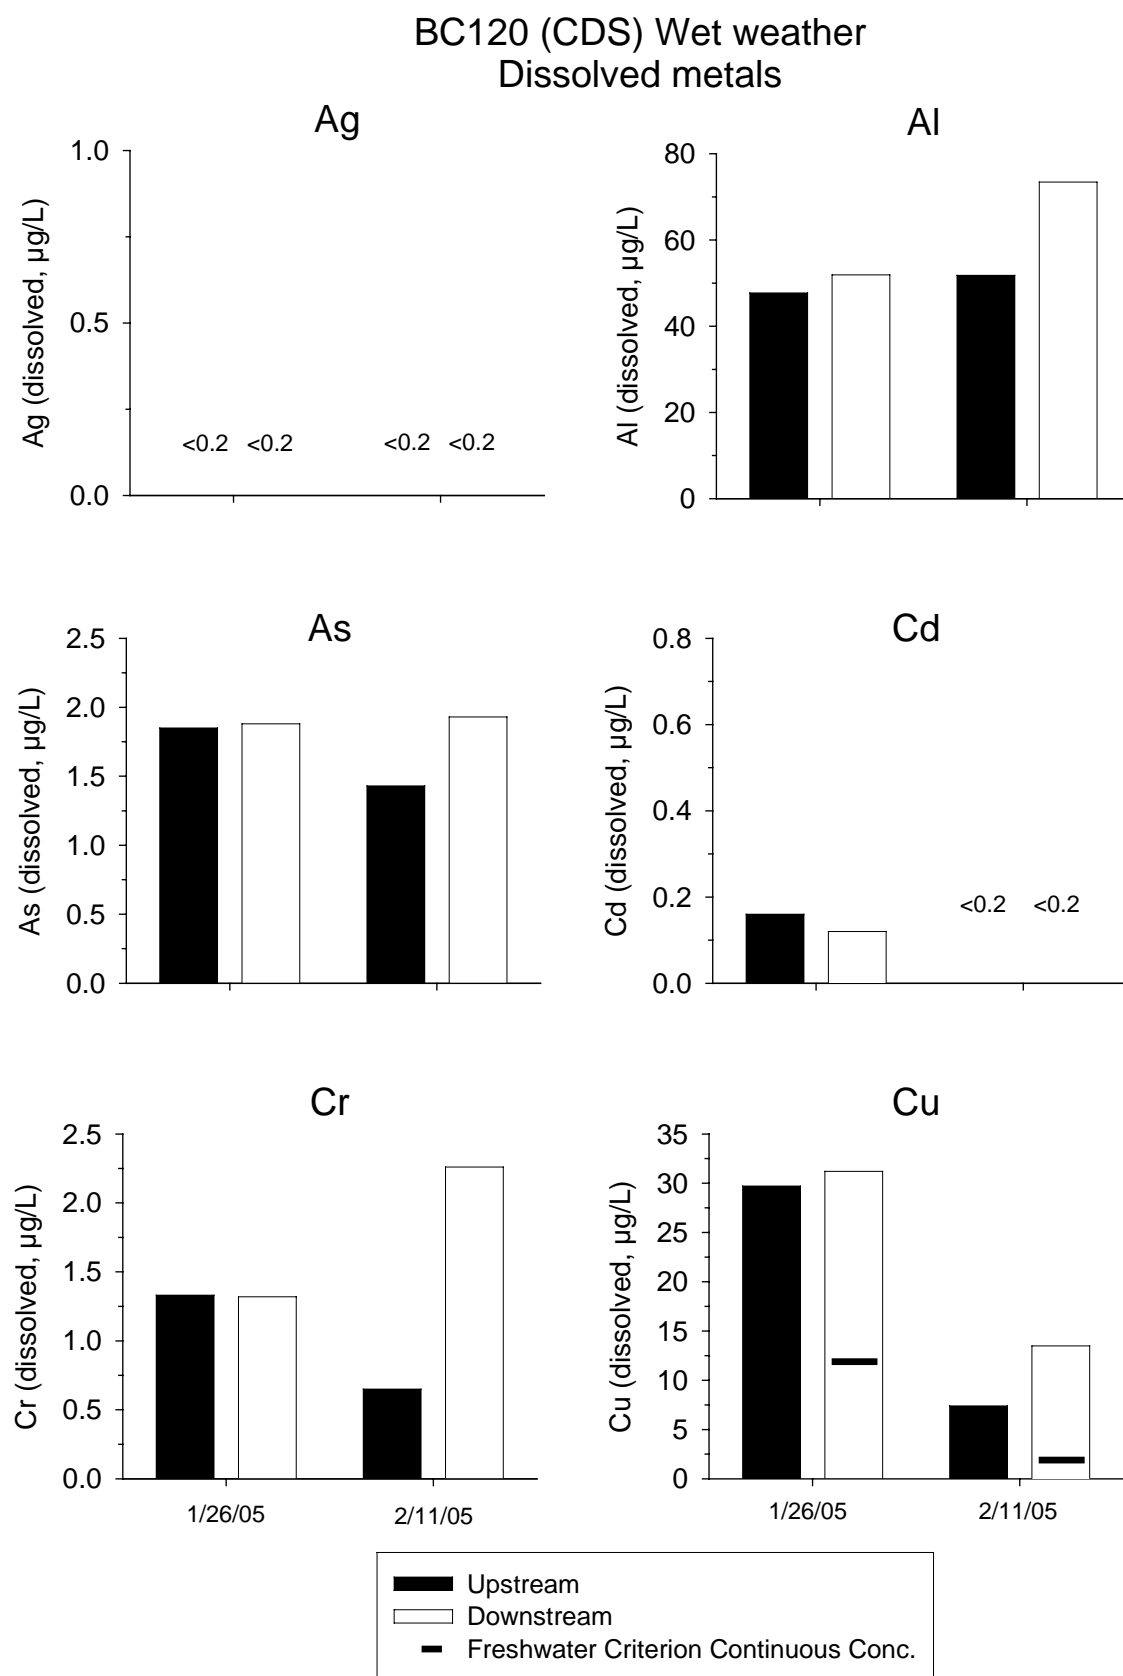 BC120 (CDS) Wet weather
Dissolved metals
Ag
Ag (dissolved, µg/L)
1.0
0.5
0.0
<0.2 <0.2 <0.2 <0.2
Al
Al (dissolved, µg/L)
80
60
40
20
0
As
As (dissolved, µg/L)
2.5
2.0
1.5
1.0
0.5
0.0
Cd
Cd (dissolved, µg/L)
0.8
0.6
0.4
0.2
0.0
<0.2 <0.2
Cr
Cr (dissolved, µg/L)
2.5
2.0
1.5
1.0
0.5
0.0
1/26/05 2/11/05
Cu
Cu (dissolved, µg/L)
35
30
25
20
15
10
5
0
1/26/05 2/11/05
Upstream
Downstream
Freshwater Criterion Continuous Conc.